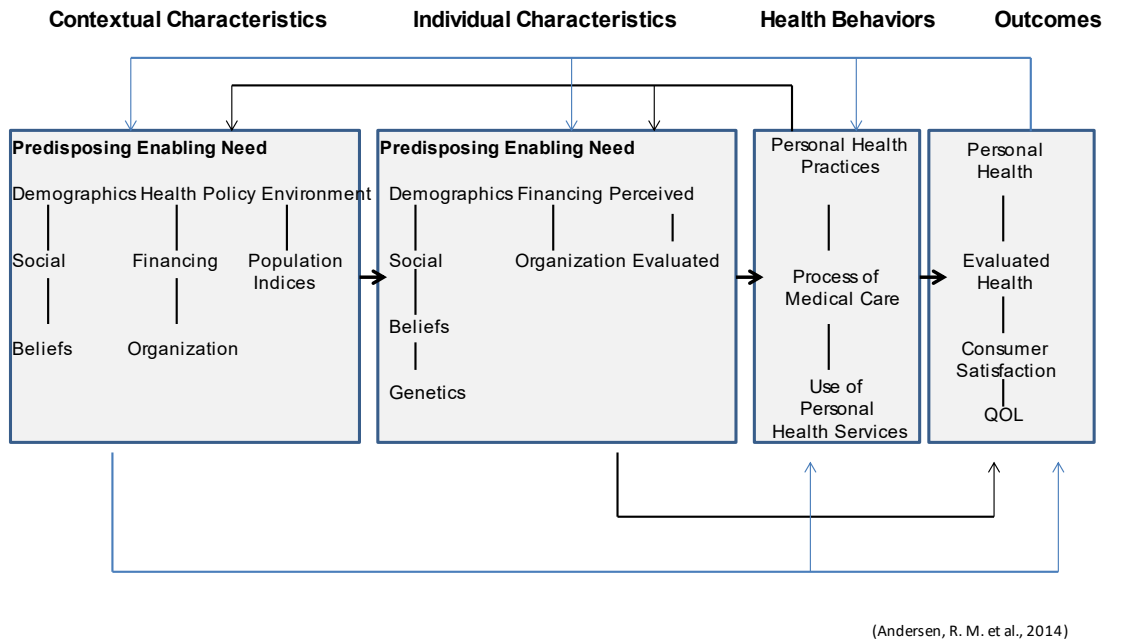 Contextual Characteristics Individual Characteristics Health Behaviors Outcomes
Predisposing Enabling Need
Demographics Health Policy Environment
Social Financing Population
Indices
Beliefs Organization
Predisposing Enabling Need
Demographics Financing Perceived
Social Organization Evaluated
Beliefs
Genetics
Personal Health
Practices
Process of
Medical Care
Use of
Personal
Health Services
Personal
Health
Evaluated
Health
Consumer
Satisfaction
QOL
(Andersen, R. M. et al., 2014)